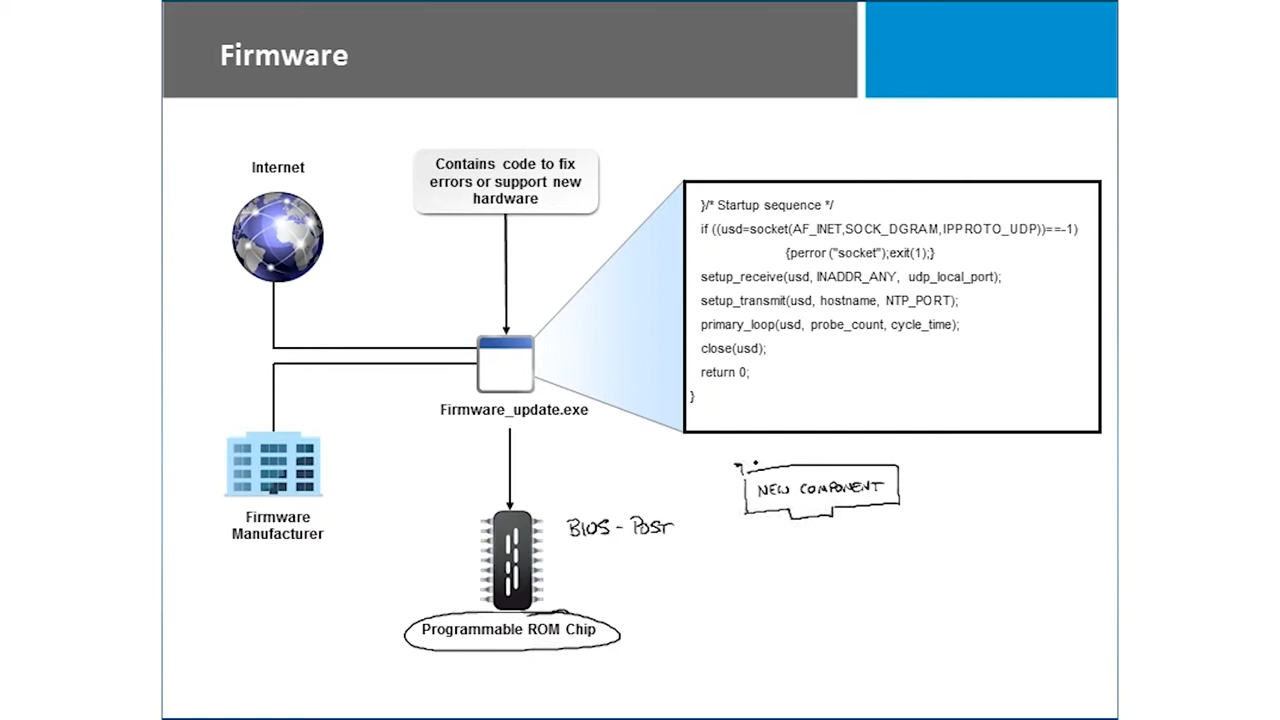 Firmware
Internet
Contains code to fix
errors or support new
hardware
}/* Startup sequence */
if ((usd=socket(AF_INET,SOCK_DGRAM,IPPROTO_UDP))==-1)
{perror ("socket");exit(1);}
setup_receive(usd, INADDR_ANY, udp_local_port);
setup_transmit(usd, hostname, NTP_PORT);
primary_loop(usd, probe_count, cycle_time);
close(usd);
return 0;
}
Firmware_update.exe
Firmware
Manufacturer
NEW COMPONENT
BIOS - POST
Programmable ROM Chip